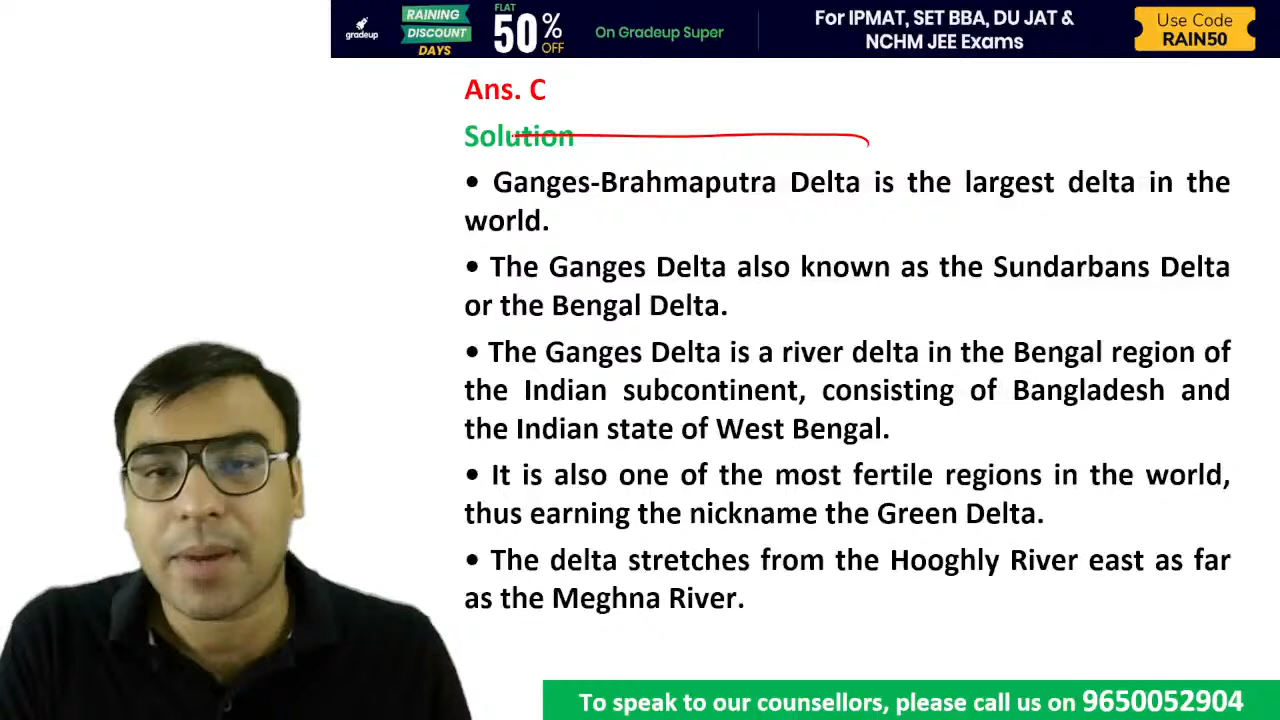 gradeup
RAINING
DISCOUNT
DAYS
FLAT
50%
OFF
On Gradeup Super
For IPMAT, SET BBA, DU JAT &
NCHM JEE Exams
Use Code
RAIN50
Ans. C
Solution
• Ganges-Brahmaputra Delta is the largest delta in the
world.
• The Ganges Delta also known as the Sundarbans Delta
or the Bengal Delta.
• The Ganges Delta is a river delta in the Bengal region of
the Indian subcontinent, consisting of Bangladesh and
the Indian state of West Bengal.
• It is also one of the most fertile regions in the world,
thus earning the nickname the Green Delta.
• The delta stretches from the Hooghly River east as far
as the Meghna River.
To speak to our counsellors, please call us on 9650052904